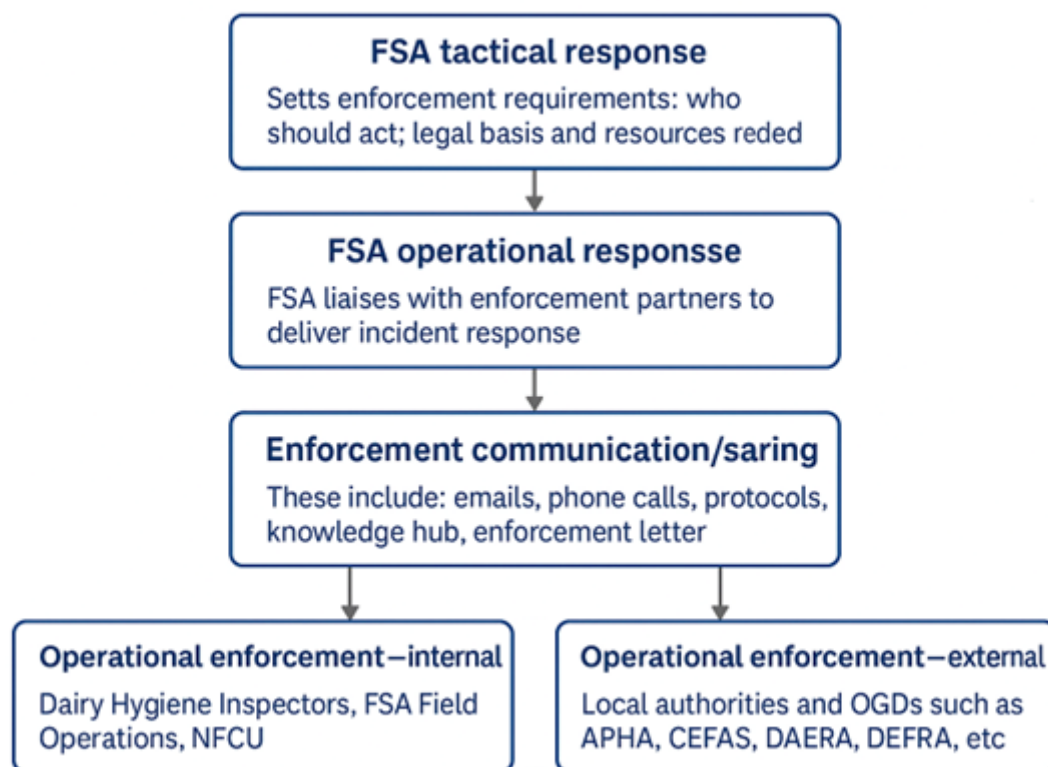 FSA tactical response
Setts enforcement requirements: who
should act; legal basis and resources reded
FSA operational responsse
FSA liaises with enforcement partners to
deliver incident response
Enforcement communication/saring
These include: emails, phone calls, protocols,
knowledge hub, enforcement letter
Operational enforcement—internal
Dairy Hygiene Inspectors, FSA Field
Operations, NFCU
Operational enforcement—external
Local authorities and OGDs such as
APHA, CEFAS, DAERA, DEFRA, etc